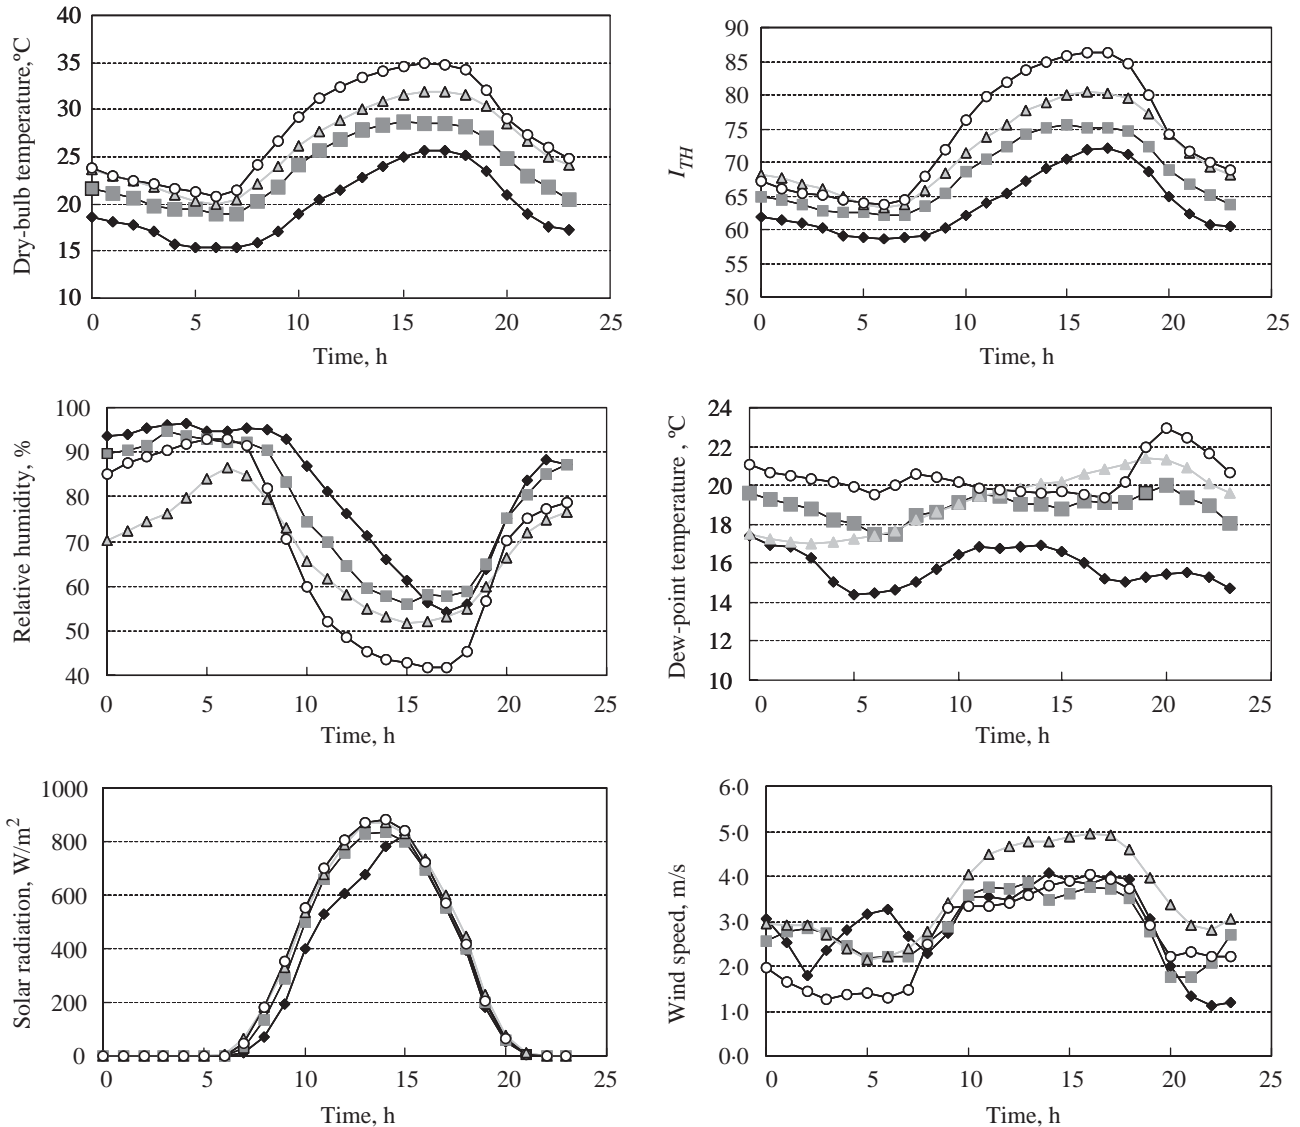 Dry-bulb temperature,ºC
40
35
30
25
20
15
10
0 5 10 15 20 25
Time, h
I_TH
90
85
80
75
70
65
60
55
50
0 5 10 15 20 25
Time, h
Relative humidity, %
100
90
80
70
60
50
40
0 5 10 15 20 25
Time, h
Dew-point temperature , ºC
24
22
20
18
16
14
12
10
0 5 10 15 20 25
Time, h
Solar radiation, W/m²
1000
800
600
400
200
0
0 5 10 15 20 25
Time, h
Wind speed, m/s
6·0
5·0
4·0
3·0
2·0
1·0
0·0
0 5 10 15 20 25
Time, h